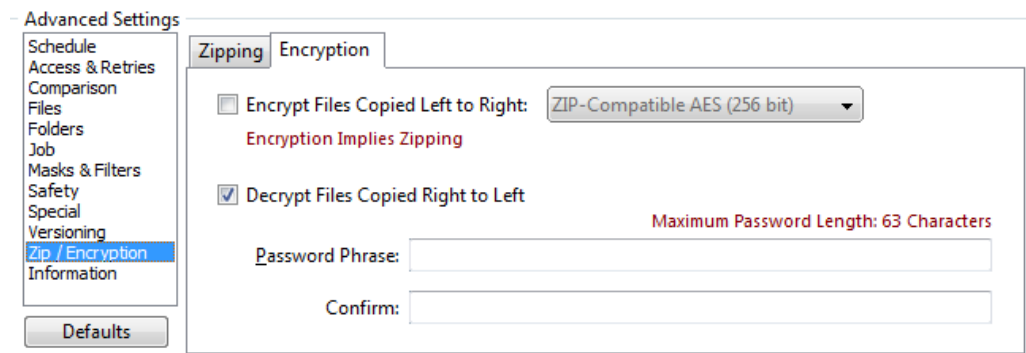 Advanced Settings
Schedule
Access & Retries
Comparison
Files
Folders
Job
Masks & Filters
Safety
Special
Versioning
Zip / Encryption
Information
Defaults
Zipping Encryption
Encrypt Files Copied Left to Right: ZIP-Compatible AES (256 bit)
Encryption Implies Zipping
Decrypt Files Copied Right to Left
Maximum Password Length: 63 Characters
Password Phrase:
Confirm: